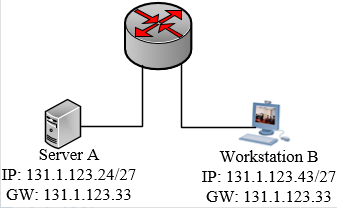 Server A
IP: 131.1.123.24/27
GW: 131.1.123.33
Workstation B
IP: 131.1.123.43/27
GW: 131.1.123.33